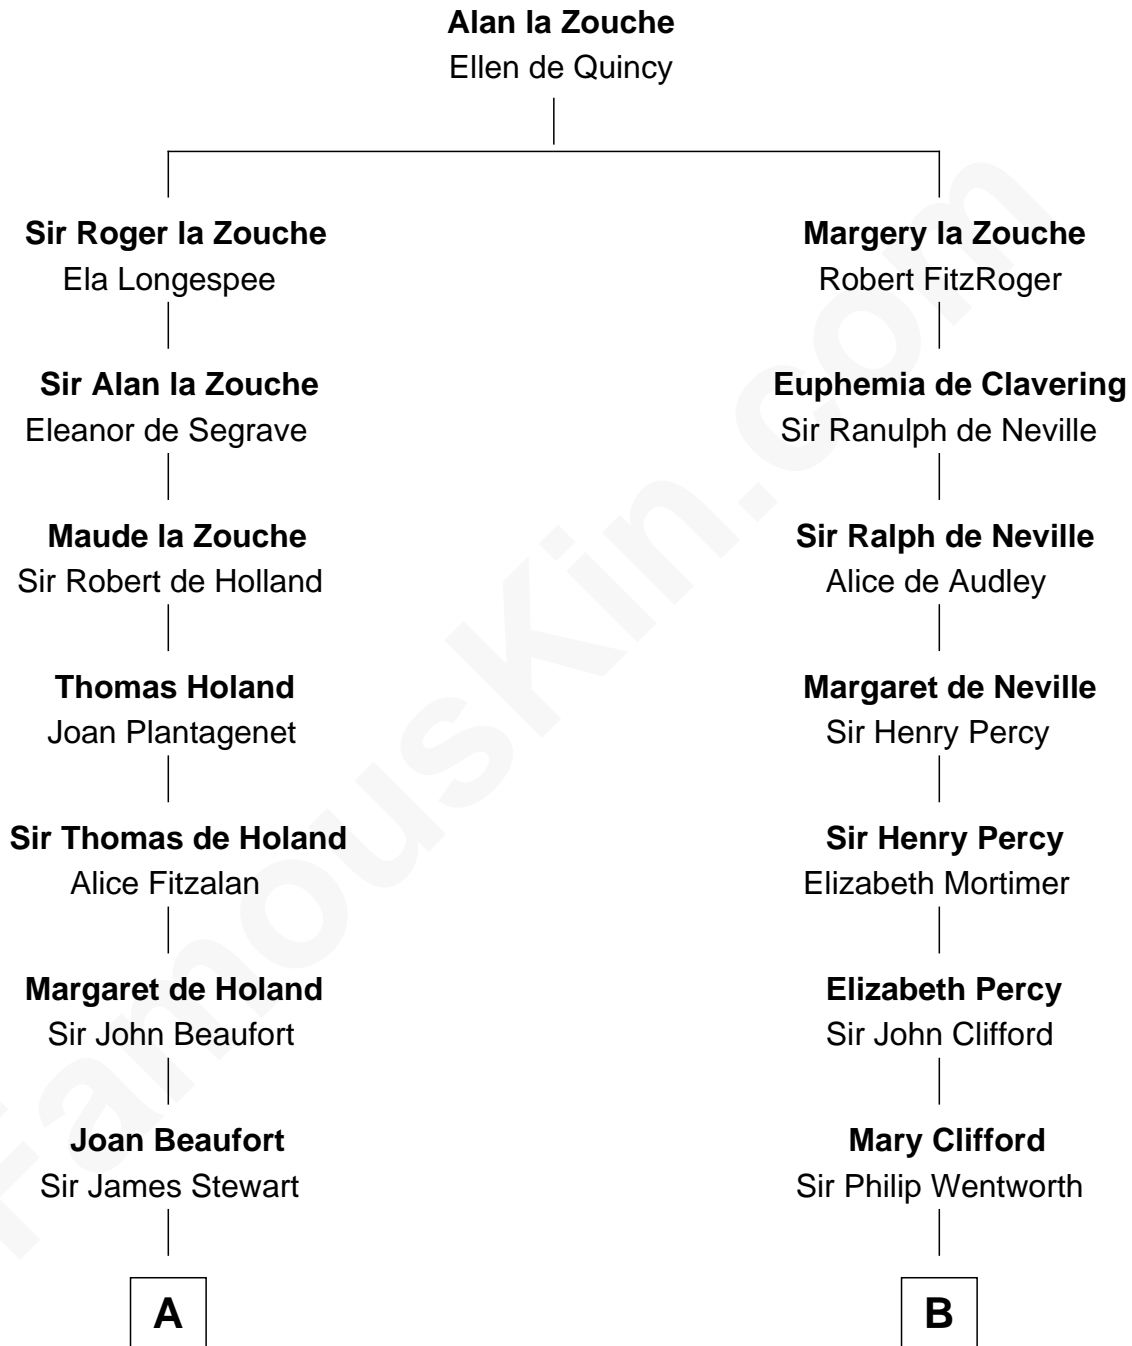 Alan la Zouche
Ellen de Quincy
Sir Roger la Zouche
Ela Longespee
Margery la Zouche
Robert FitzRoger
Sir Alan la Zouche
Eleanor de Segrave
Euphemia de Clavering
Sir Ranulph de Neville
Maude la Zouche
Sir Robert de Holland
Sir Ralph de Neville
Alice de Audley
Thomas Holand
Joan Plantagenet
Margaret de Neville
Sir Henry Percy
Sir Thomas de Holand
Alice Fitzalan
Sir Henry Percy
Elizabeth Mortimer
Margaret de Holand
Sir John Beaufort
Elizabeth Percy
Sir John Clifford
Joan Beaufort
Sir James Stewart
Mary Clifford
Sir Philip Wentworth
A
B
FamousKin.com